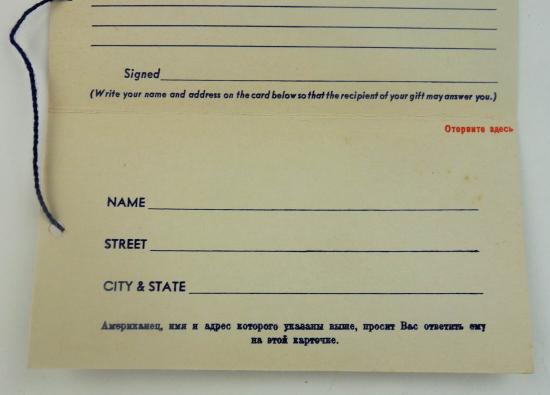 Signed
(Write your name and address on the card below so that the recipient of your gift may answer you.)
Оторвите здесь
NAME
STREET
CITY & STATE
Американец, имя и адрес которого указаны выше, просит Вас ответить ему
на этой карточке.